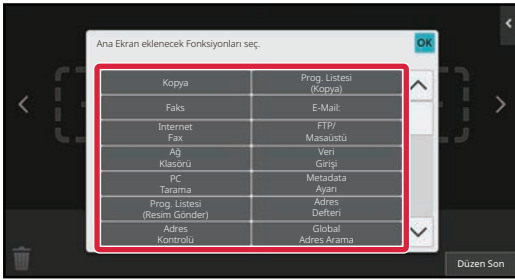 Ana Ekran eklenecek Fonksiyonları seç.
OK
Kopya
Prog. Listesi
(Kopya)
Faks
E-Mail:
Internet
Fax
FTP/
Masaüstü
Ağ
Klasörü
Veri
Girişi
PC
Tarama
Metadata
Ayarı
Prog. Listesi
(Resim Gönder)
Adres
Defteri
Adres
Kontrolü
Global
Adres Arama
Düzen Son